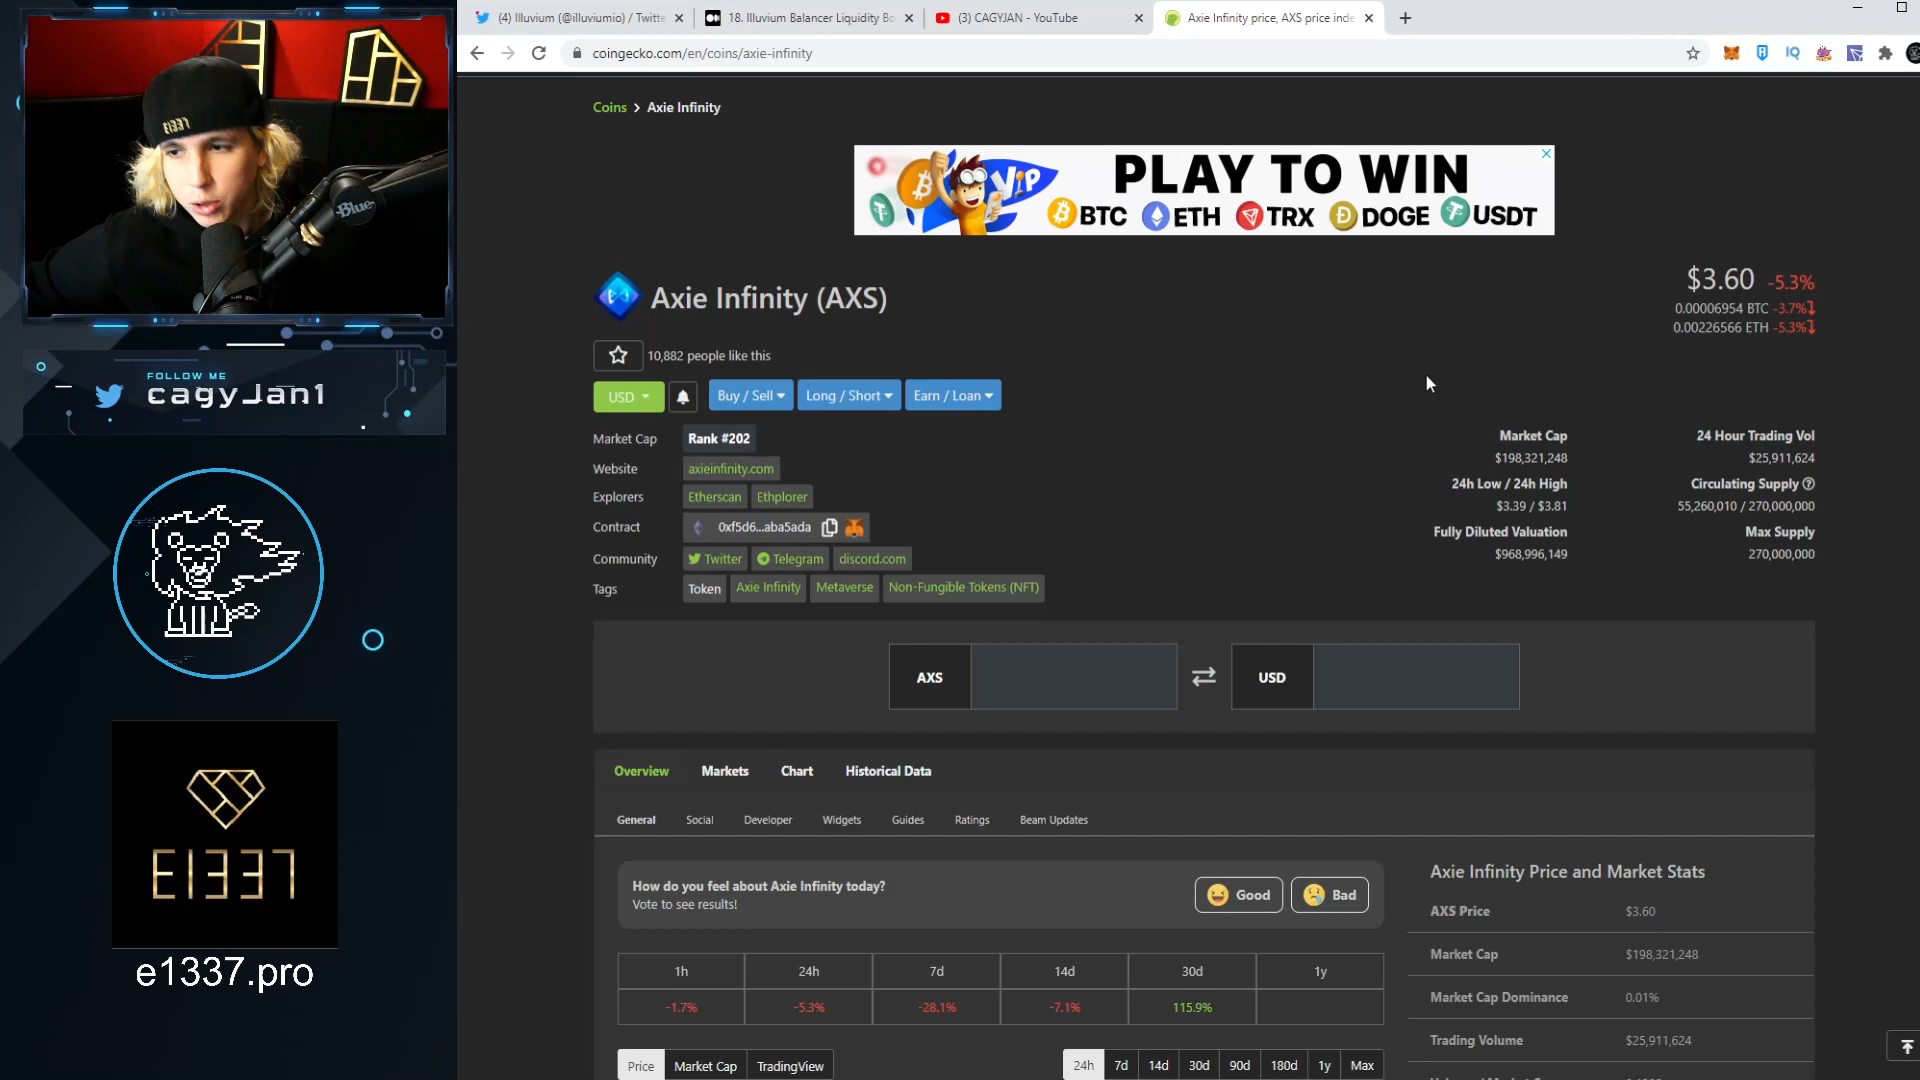 (4) Illuvium (@illuviumio) / Twitte
18. Illuvium Balancer Liquidity Bo
(3) CAGYJAN - YouTube
Axie Infinity price, AXS price inde
coingecko.com/en/coins/axie-infinity
E1337
Blue
FOLLOW ME
cagyJan1
E1337
e1337.pro
Coins > Axie Infinity
VIP
PLAY TO WIN
BTC ETH TRX DOGE USDT
Axie Infinity (AXS)
$3.60 -5.3%
0.00006954 BTC -3.7%
0.00226566 ETH -5.3%
10,882 people like this
USD
Buy / Sell
Long / Short
Earn / Loan
Market Cap Rank #202
Website axieinfinity.com
Explorers Etherscan Ethplorer
Contract 0xf5d6...aba5ada
Community Twitter Telegram discord.com
Tags Token Axie Infinity Metaverse Non-Fungible Tokens (NFT)
Market Cap 24 Hour Trading Vol
$198,321,248 $25,911,624
24h Low / 24h High Circulating Supply
$3.39 / $3.81 55,260,010 / 270,000,000
Fully Diluted Valuation Max Supply
$968,996,149 270,000,000
AXS USD
Overview Markets Chart Historical Data
General Social Developer Widgets Guides Ratings Beam Updates
How do you feel about Axie Infinity today?
Vote to see results!
Good Bad
1h 24h 7d 14d 30d 1y
-1.7% -5.3% -28.1% -7.1% 115.9%
Price Market Cap TradingView
24h 7d 14d 30d 90d 180d 1y Max
Axie Infinity Price and Market Stats
AXS Price $3.60
Market Cap $198,321,248
Market Cap Dominance 0.01%
Trading Volume $25,911,624